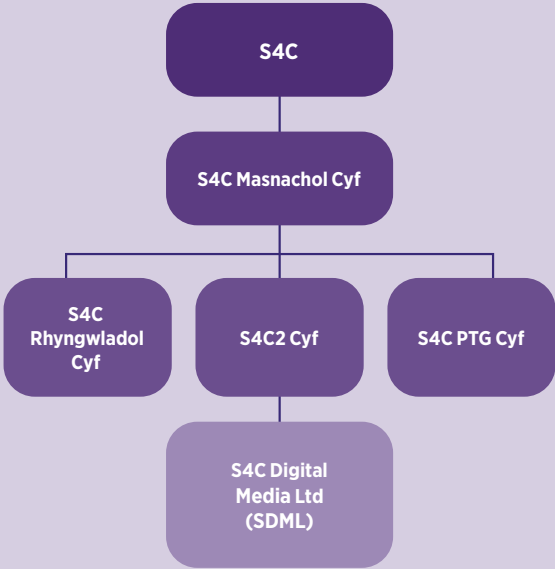 S4C
S4C Masnachol Cyf
S4C
Rhyngwladol
Cyf
S4C2 Cyf
S4C PTG Cyf
S4C Digital
Media Ltd
(SDML)